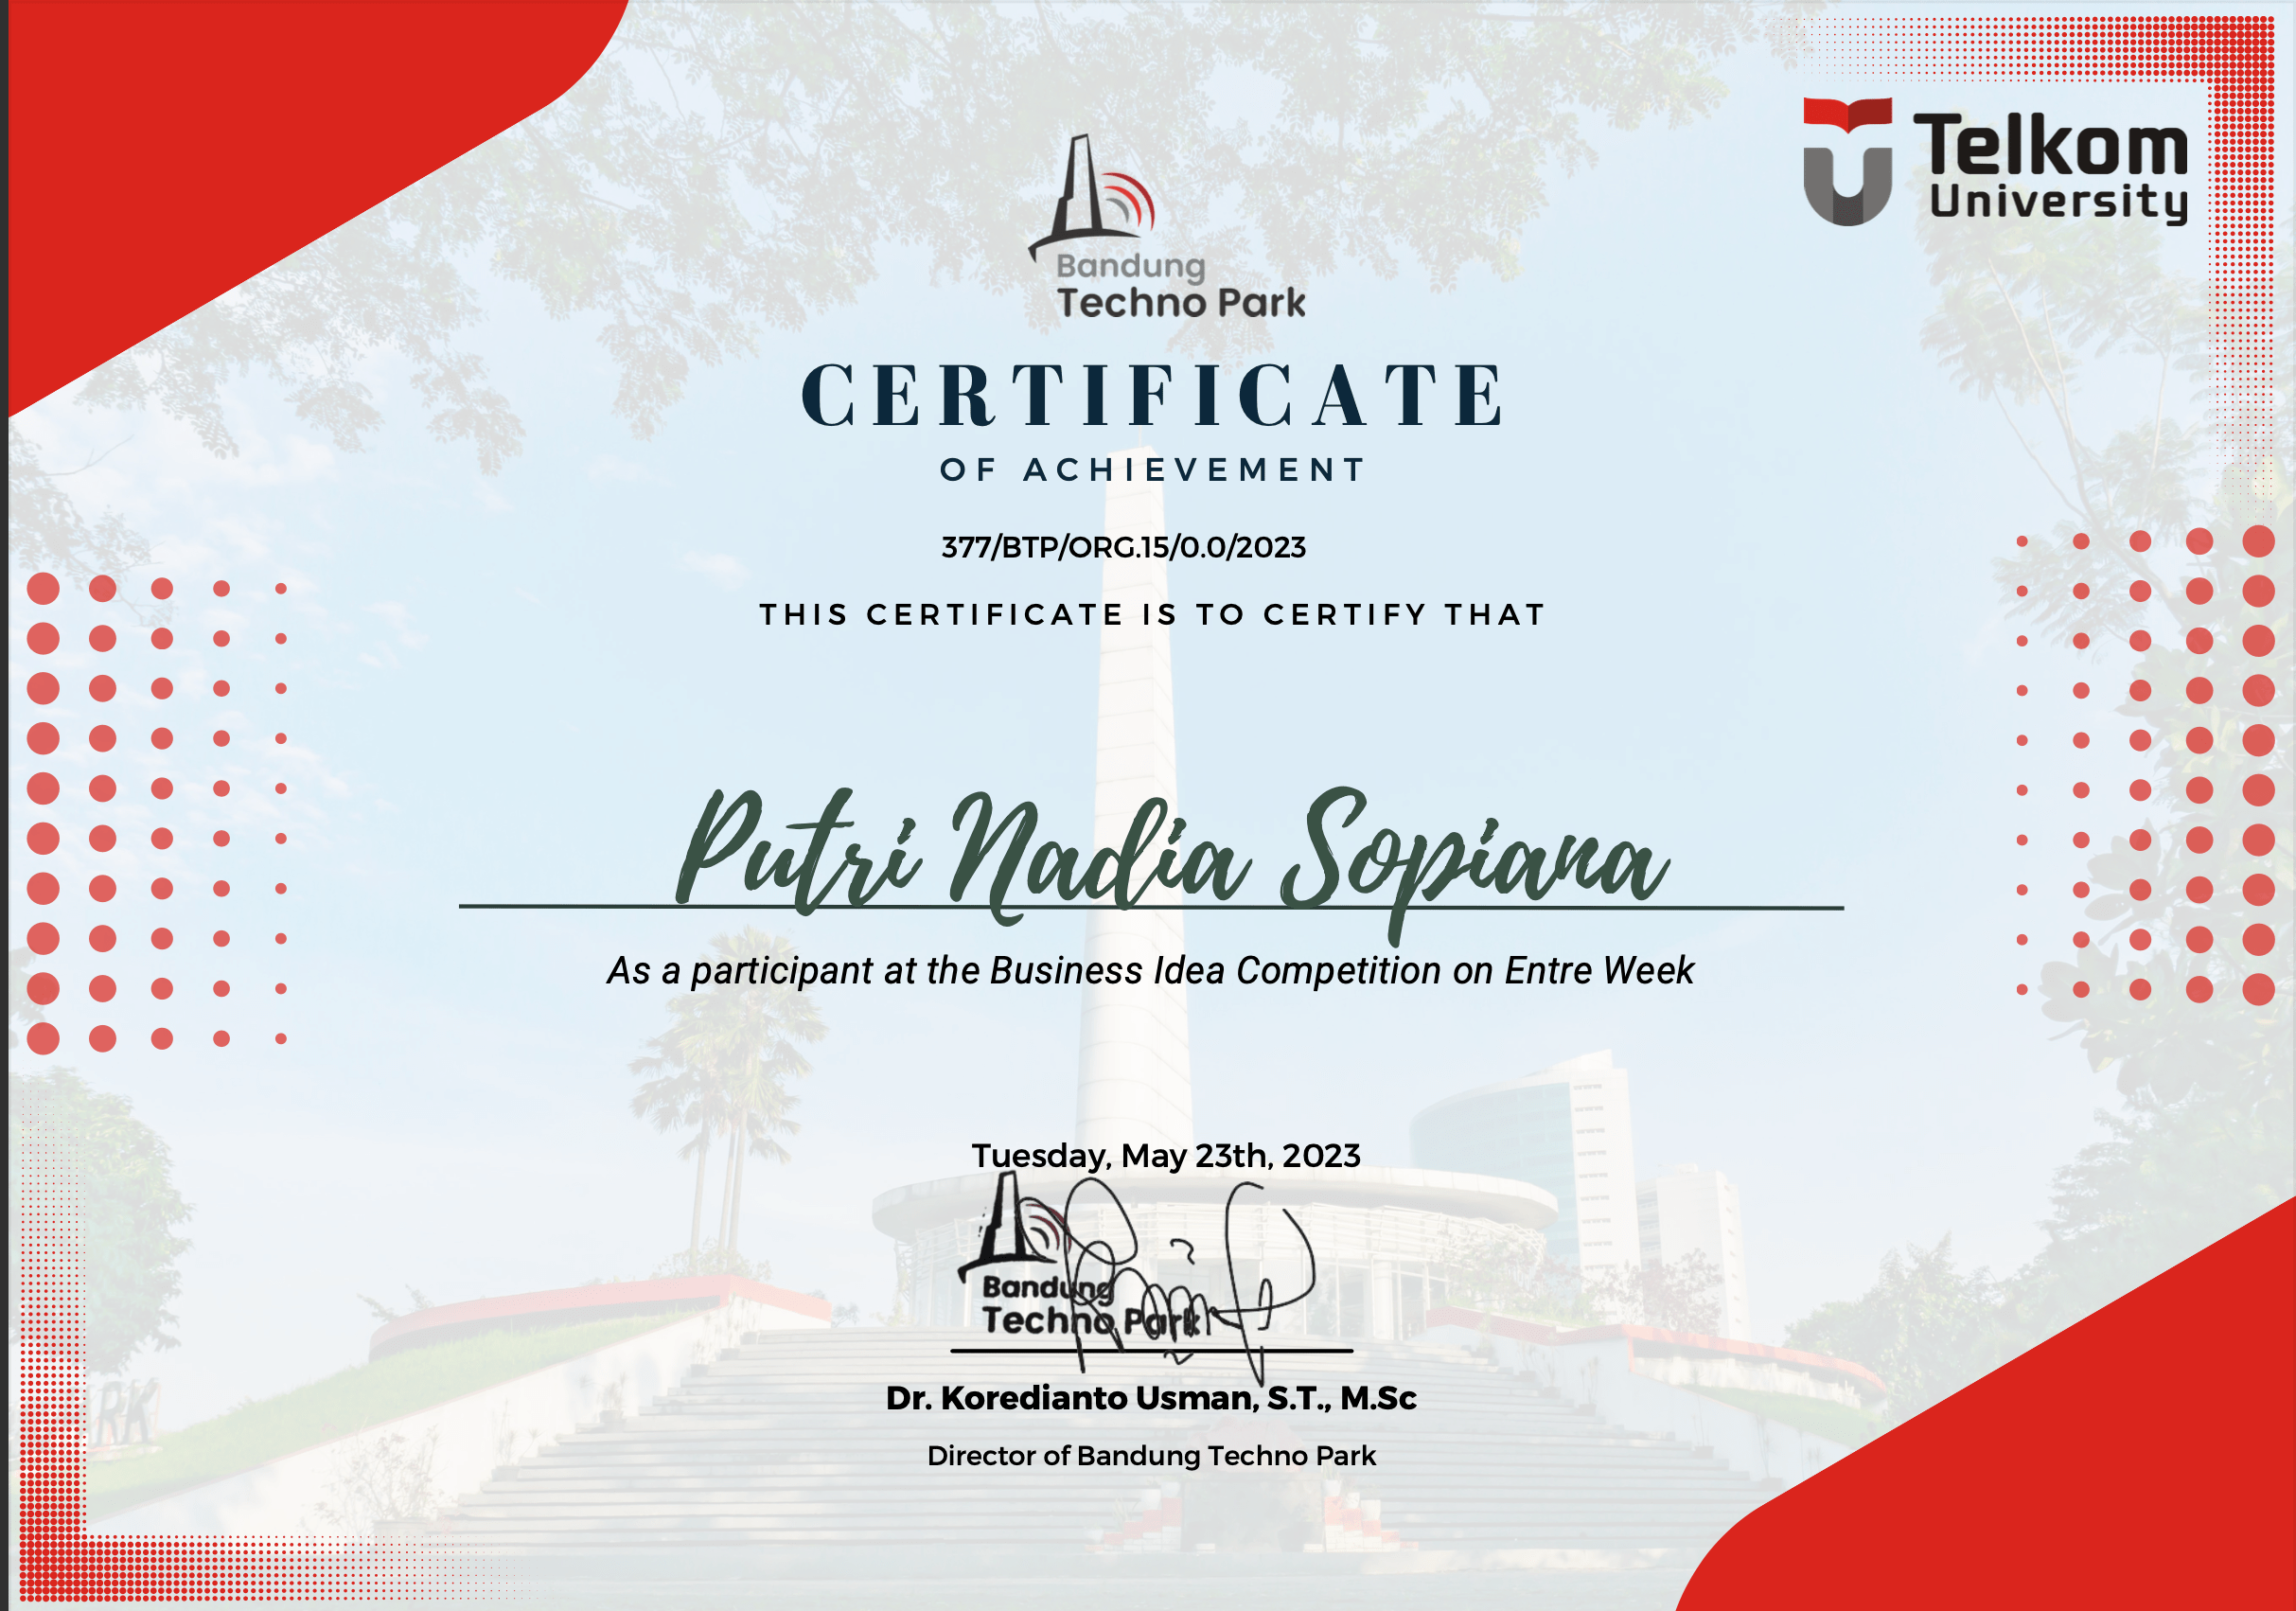 Telkom
University
Bandung
Techno Park
CERTIFICATE
OF ACHIEVEMENT
377/BTP/ORG.15/0.0/2023
THIS CERTIFICATE IS TO CERTIFY THAT
Putri Nadia Sopiana
As a participant at the Business Idea Competition on Entre Week
Tuesday, May 23th, 2023
Bandung
Techno Park
Dr. Koredianto Usman, S.T., M.Sc
Director of Bandung Techno Park
RK